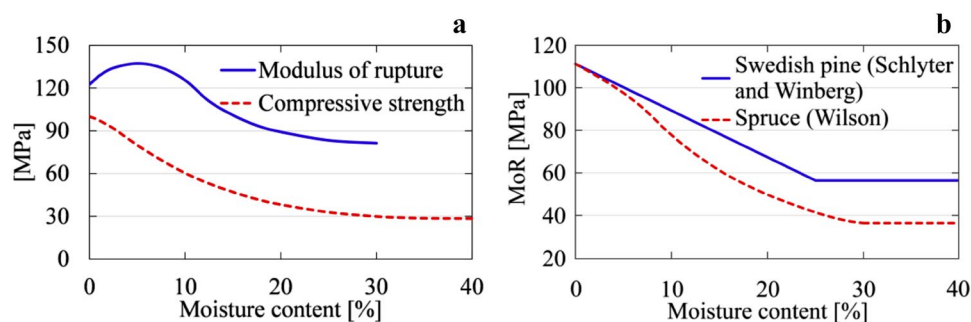 a
[MPa]
150
120
90
60
30
0
Modulus of rupture
Compressive strength
0 10 20 30 40
Moisture content [%]
b
MoR [MPa]
120
100
80
60
40
20
Swedish pine (Schlyter
and Winberg)
Spruce (Wilson)
0 10 20 30 40
Moisture content [%]